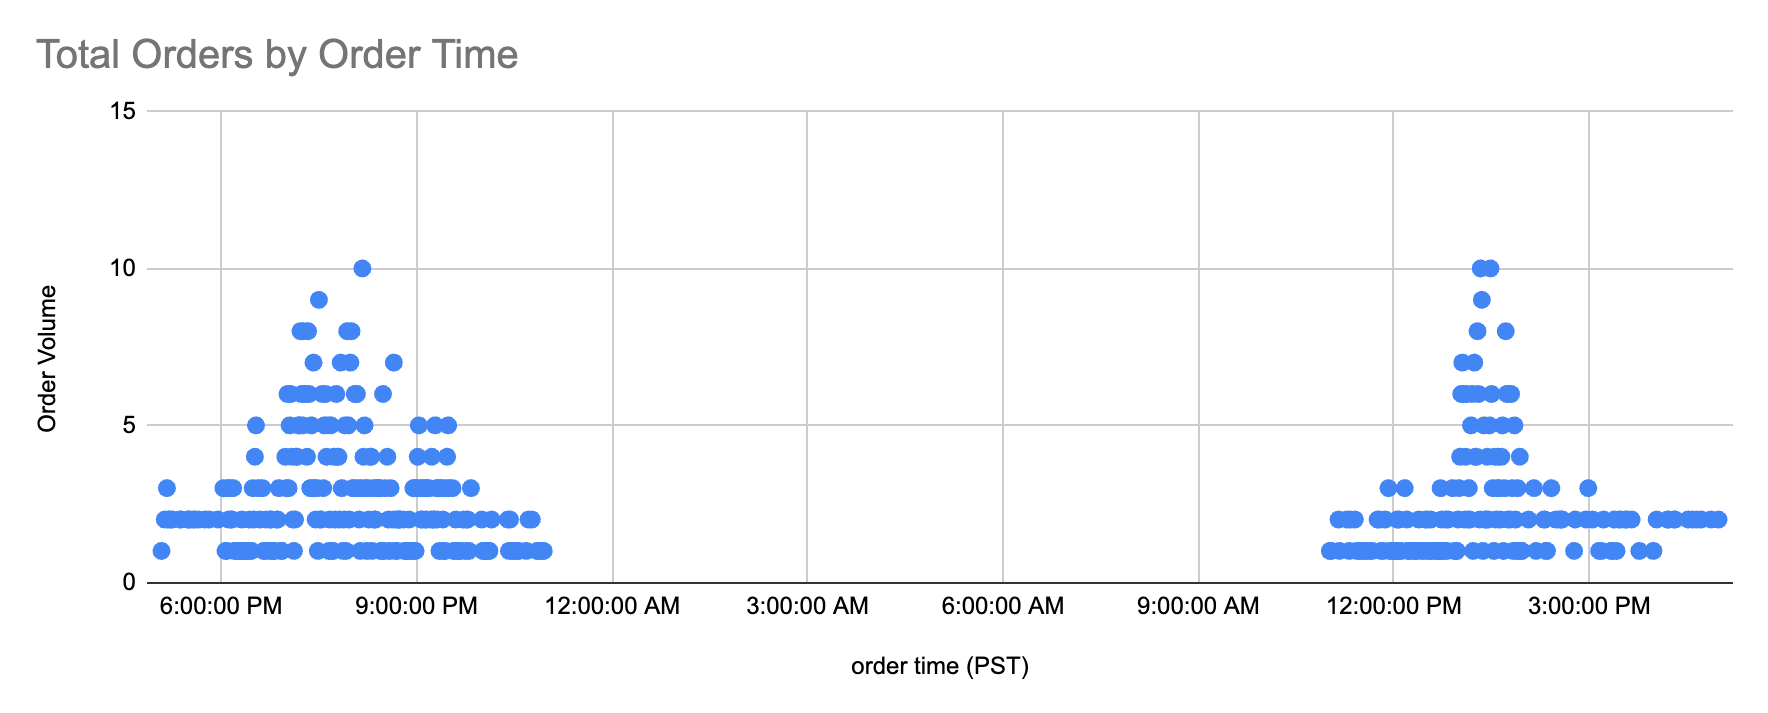 Total Orders by Order Time
15
10
5
0
Order Volume
6:00:00 PM 9:00:00 PM 12:00:00 AM 3:00:00 AM 6:00:00 AM 9:00:00 AM 12:00:00 PM 3:00:00 PM
order time (PST)